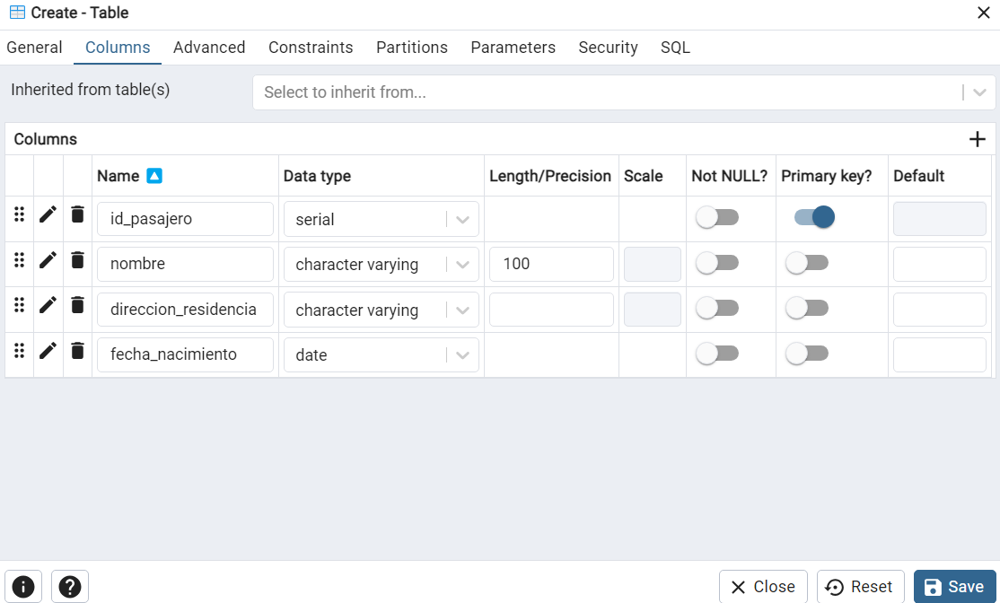 Create - Table
General Columns Advanced Constraints Partitions Parameters Security SQL
Inherited from table(s) Select to inherit from...
Columns
Name Data type Length/Precision Scale Not NULL? Primary key? Default
id_pasajero serial
nombre character varying 100
direccion_residencia character varying
fecha_nacimiento date
Close Reset Save